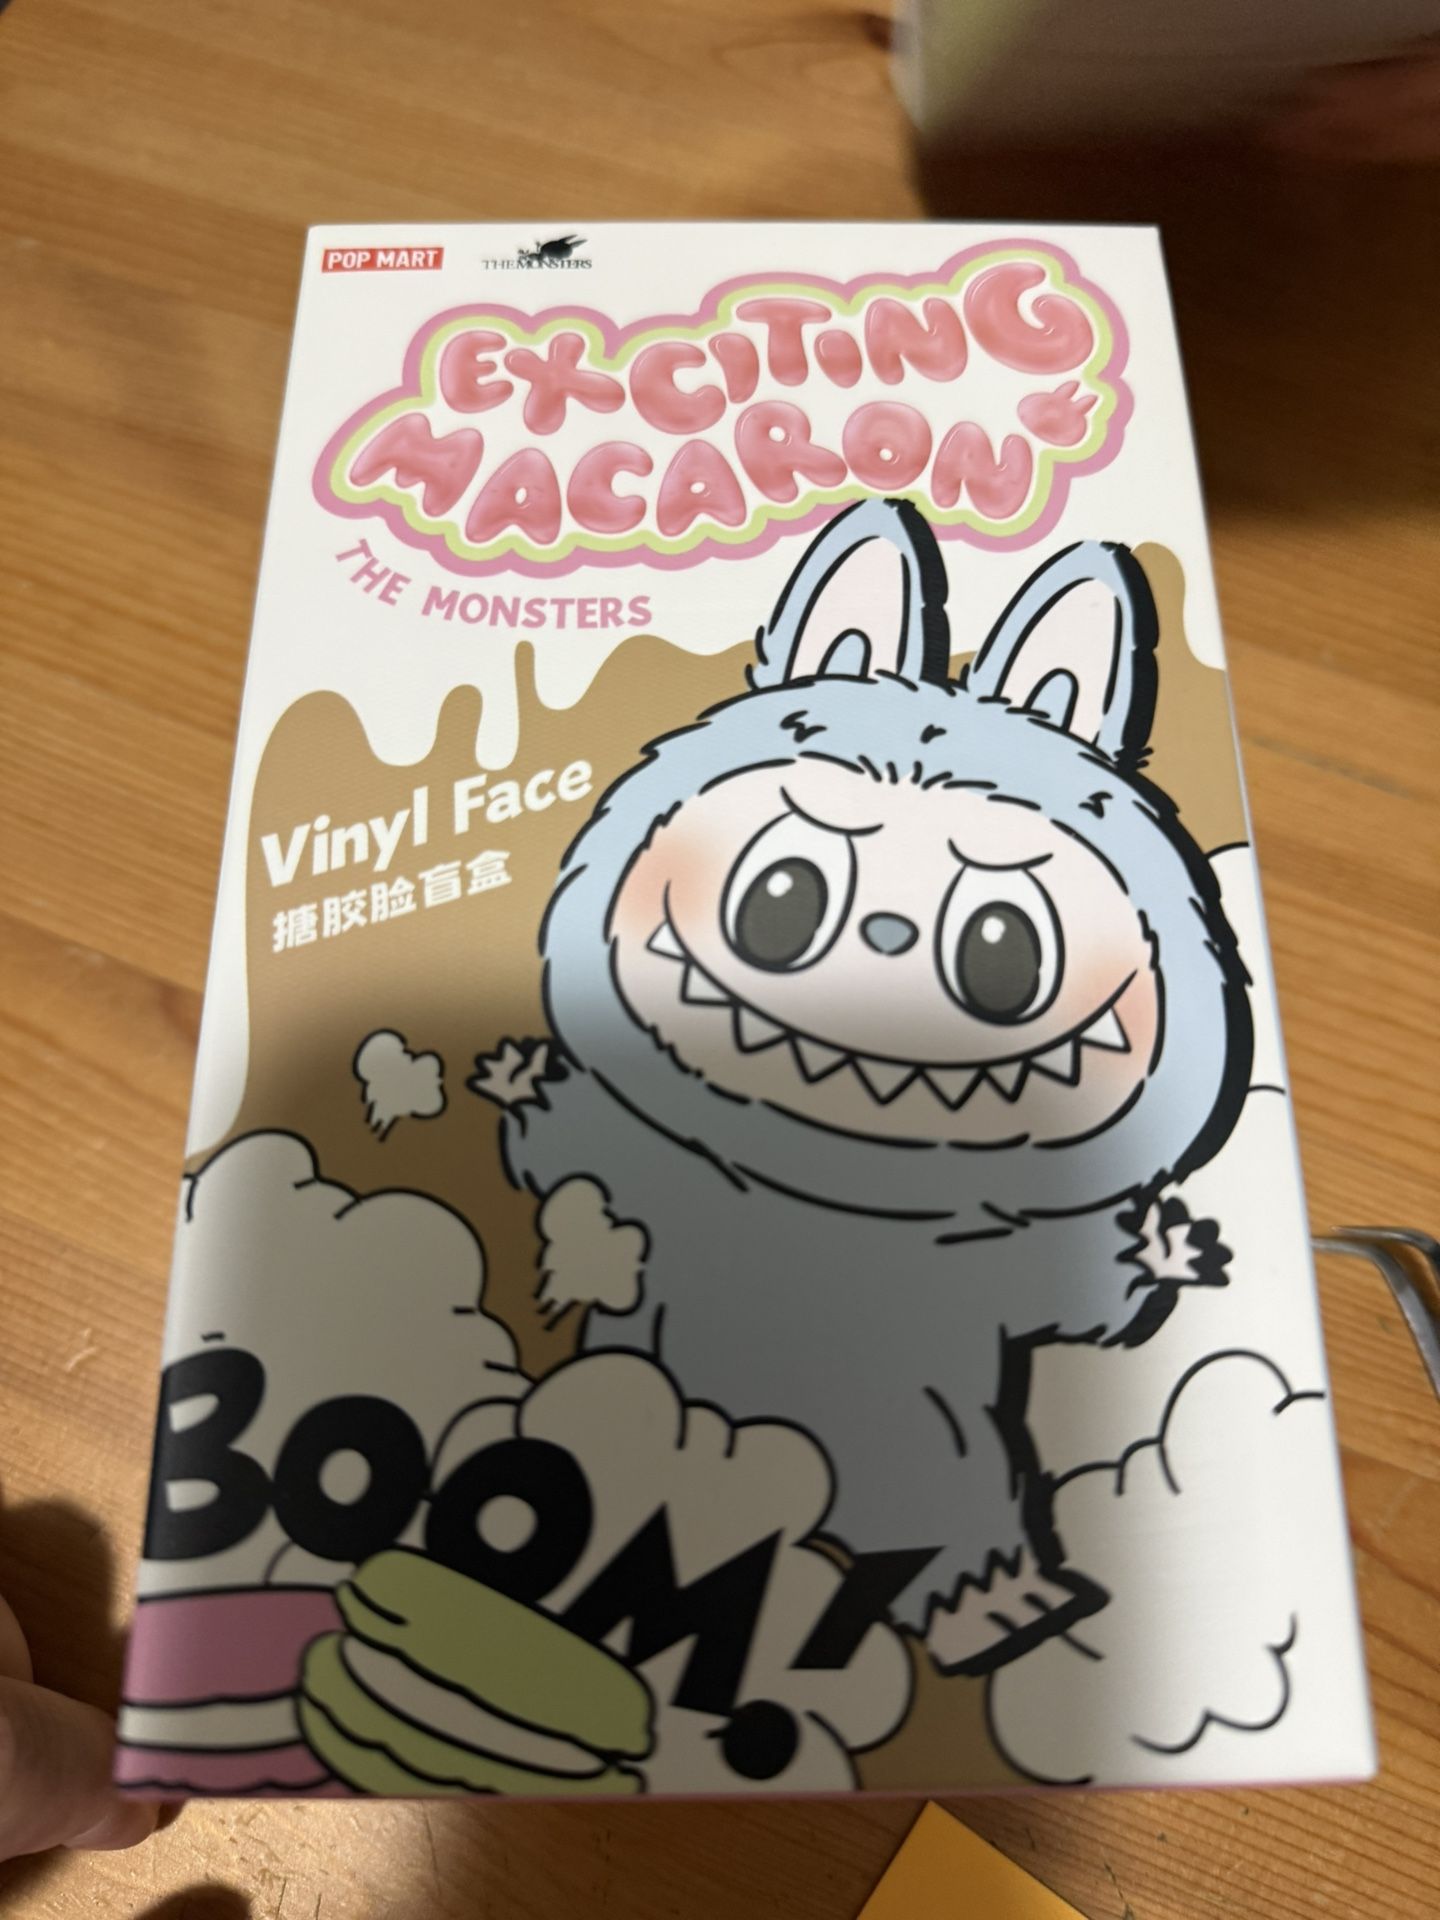 POP MART
THE MONSTERS
EXCITING
MACARON
THE MONSTERS
Vinyl Face
搪胶脸盲盒
BOOM!